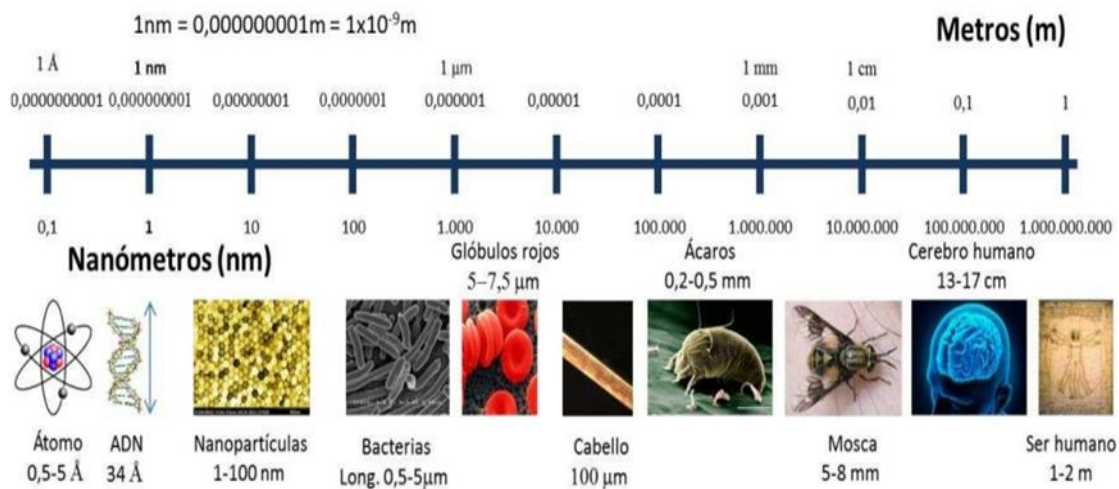 1nm = 0,000000001m = 1x10⁻⁹m
Metros (m)
1 Å 1 nm 1 μm 1 mm 1 cm
0,0000000001 0,000000001 0,00000001 0,0000001 0,000001 0,00001 0,0001 0,001 0,01 0,1 1
0,1 1 10 100 1.000 10.000 100.000 1.000.000 10.000.000 100.000.000 1.000.000.000
Nanómetros (nm)
Glóbulos rojos
5–7,5 μm
Ácaros
0,2-0,5 mm
Cerebro humano
13-17 cm
Átomo
0,5-5 Å
ADN
34 Å
Nanopartículas
1-100 nm
Bacterias
Long. 0,5-5μm
Cabello
100 μm
Mosca
5-8 mm
Ser humano
1-2 m